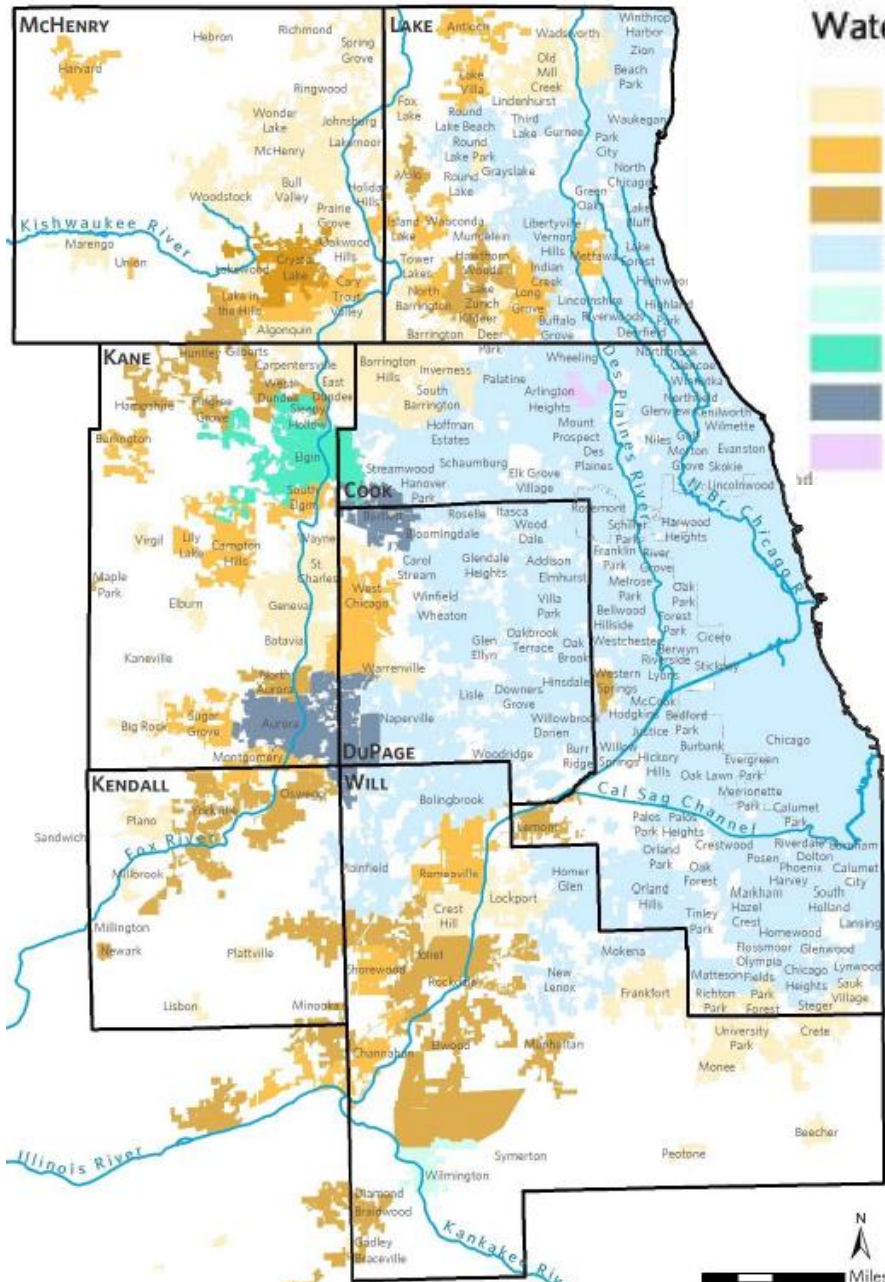 Wate
McHENRY
LAKE
Hebron
Richmond
Spring
Grove
Antioch
Wadsworth
Winthrop
Harbor
Zion
Harvard
Old
Mill
Creek
Beach
Park
Lake
Villa
Lindenhurst
Ringwood
Fox
Lake
Round
Lake Beach
Third
Lake
Gurnee
Waukegan
Wonder
Lake
Johnsburg
Lakemoor
Round
Lake Park
Park
City
McHenry
Volo
Round
Lake
Grayslake
North
Chicago
Bull
Valley
Holiday
Hills
Green
Oaks
Lake
Bluff
Woodstock
Prairie
Grove
Island
Lake
Wauconda
Libertyville
Kishwaukee River
Marengo
Union
Oakwood
Hills
Mundelein
Vernon
Hills
Mettawa
Lake
Forest
Lakewood
Crystal
Lake
Tower
Lakes
Hawthorn
Woods
Indian
Creek
Highwood
Cary
Trout
Valley
North
Barrington
Lake
Zurich
Kildeer
Long
Grove
Lincolnshire
Riverwoods
Highland
Park
Lake in
the Hills
Algonquin
Barrington
Deer
Park
Buffalo
Grove
Deerfield
KANE
Huntley
Gilberts
Carpentersville
Barrington
Hills
Inverness
Palatine
Wheeling
Northbrook
Glencoe
Winnetka
Northfield
West
Dundee
East
Dundee
South
Barrington
Arlington
Heights
Des Plaines River
Glenview
Kenilworth
Wilmette
Hampshire
Pingree
Grove
Sleepy
Hollow
Hoffman
Estates
Mount
Prospect
Niles
Golf
Morton
Grove
Evanston
Skokie
Burlington
Elgin
Streamwood
Schaumburg
Des
Plaines
Lincolnwood
South
Elgin
Hanover
Park
Elk Grove
Village
COOK
N. Br. Chicago R
Bartlett
Roselle
Itasca
Rosemont
Virgil
Lily
Lake
Campton
Hills
Wayne
Bloomingdale
Wood
Dale
Schiller
Park
Harwood
Heights
St.
Charles
Carol
Stream
Glendale
Heights
Addison
Franklin
Park
River
Grove
Maple
Park
Elburn
Geneva
West
Chicago
Winfield
Elmhurst
Melrose
Park
Oak
Park
Batavia
Wheaton
Villa
Park
Bellwood
Hillside
Forest
Park
Cicero
Kaneville
Warrenville
Glen
Ellyn
Oakbrook
Terrace
Oak
Brook
Westchester
Berwyn
Riverside
Stickney
North
Aurora
Hinsdale
Western
Springs
Lyons
McCook
Big Rock
Sugar
Grove
Aurora
Naperville
Lisle
Downers
Grove
Willowbrook
Darien
Hodgkins
Justice
Bedford
Park
Chicago
Montgomery
DUPAGE
Woodridge
Burr
Ridge
Willow
Springs
Hickory
Hills
Burbank
Evergreen
Park
Oak Lawn
KENDALL
WILL
Merrionette
Park
Calumet
Park
Oswego
Bolingbrook
Cal Sag Channel
Sandwich
Plano
Yorkville
Fox River
Lemont
Palos
Park
Palos
Heights
Crestwood
Riverdale
Burnham
Posen
Dolton
Millbrook
Plainfield
Romeoville
Homer
Glen
Orland
Park
Oak
Forest
Phoenix
Harvey
Calumet
City
Lockport
Orland
Hills
Markham
Hazel
Crest
South
Holland
Millington
Newark
Crest
Hill
Tinley
Park
Homewood
Lansing
Plattville
Joliet
Mokena
Flossmoor
Glenwood
Shorewood
Rockdale
New
Lenox
Olympia
Fields
Matteson
Chicago
Heights
Lynwood
Sauk
Village
Lisbon
Minooka
Frankfort
Richton
Park
Park
Forest
Steger
Channahon
Elwood
Manhattan
University
Park
Crete
Monee
Illinois River
Beecher
Symerton
Peotone
Wilmington
Diamond
Braidwood
Godley
Braceville
Kankakee Riv
N
Miles